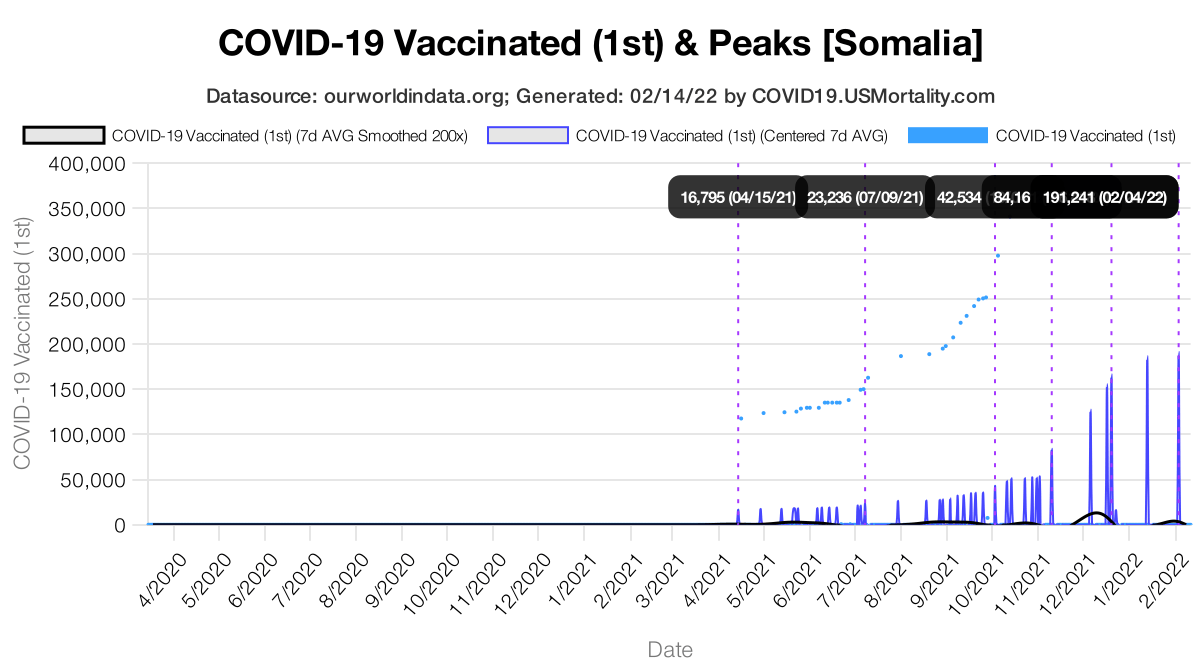 COVID-19 Vaccinated (1st) & Peaks [Somalia]
Datasource: ourworldindata.org; Generated: 02/14/22 by COVID19.USMortality.com
COVID-19 Vaccinated (1st) (7d AVG Smoothed 200x) COVID-19 Vaccinated (1st) (Centered 7d AVG) COVID-19 Vaccinated (1st)
400,000
16,795 (04/15/21) 23,236 (07/09/21) 42,534 84,16 191,241 (02/04/22)
350,000
300,000
250,000
200,000
150,000
100,000
50,000
0
COVID-19 Vaccinated (1st)
4/2020 5/2020 6/2020 7/2020 8/2020 9/2020 10/2020 11/2020 12/2020 1/2021 2/2021 3/2021 4/2021 5/2021 6/2021 7/2021 8/2021 9/2021 10/2021 11/2021 12/2021 1/2022 2/2022
Date